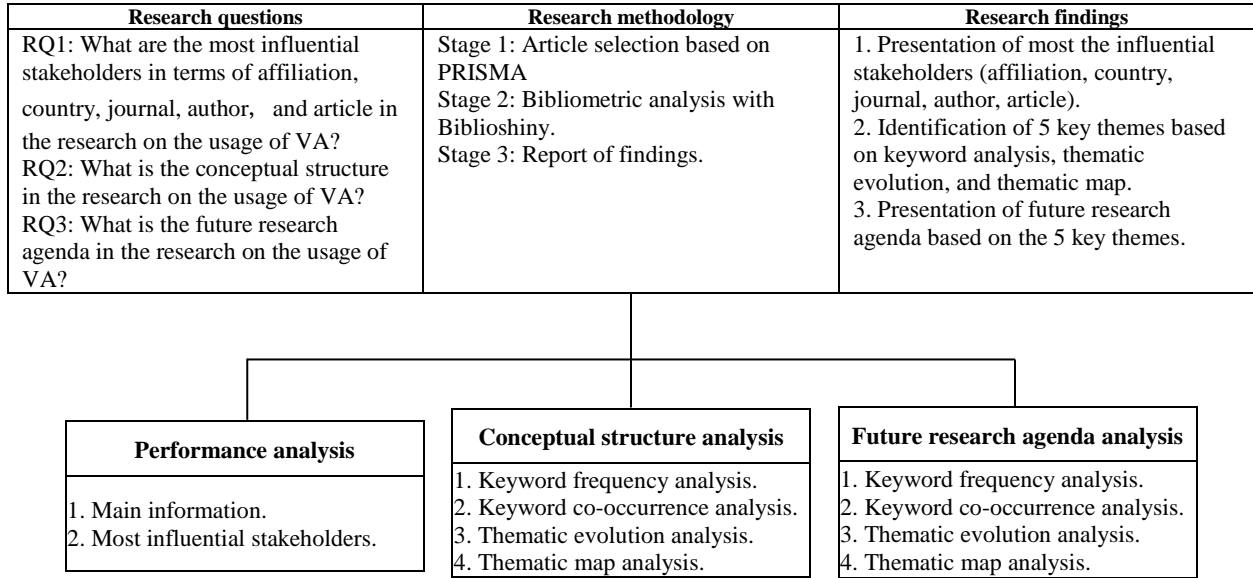 Research questions
RQ1: What are the most influential
stakeholders in terms of affiliation,
country, journal, author， and article in
the research on the usage of VA?
RQ2: What is the conceptual structure
in the research on the usage of VA?
RQ3: What is the future research
agenda in the research on the usage of
VA?
Research methodology
Stage 1: Article selection based on
PRISMA
Stage 2: Bibliometric analysis with
Biblioshiny.
Stage 3: Report of findings.
Research findings
1. Presentation of most the influential
stakeholders (affiliation, country,
journal, author, article).
2. Identification of 5 key themes based
on keyword analysis, thematic
evolution, and thematic map.
3. Presentation of future research
agenda based on the 5 key themes.
Performance analysis
1. Main information.
2. Most influential stakeholders.
Conceptual structure analysis
1. Keyword frequency analysis.
2. Keyword co-occurrence analysis.
3. Thematic evolution analysis.
4. Thematic map analysis.
Future research agenda analysis
1. Keyword frequency analysis.
2. Keyword co-occurrence analysis.
3. Thematic evolution analysis.
4. Thematic map analysis.